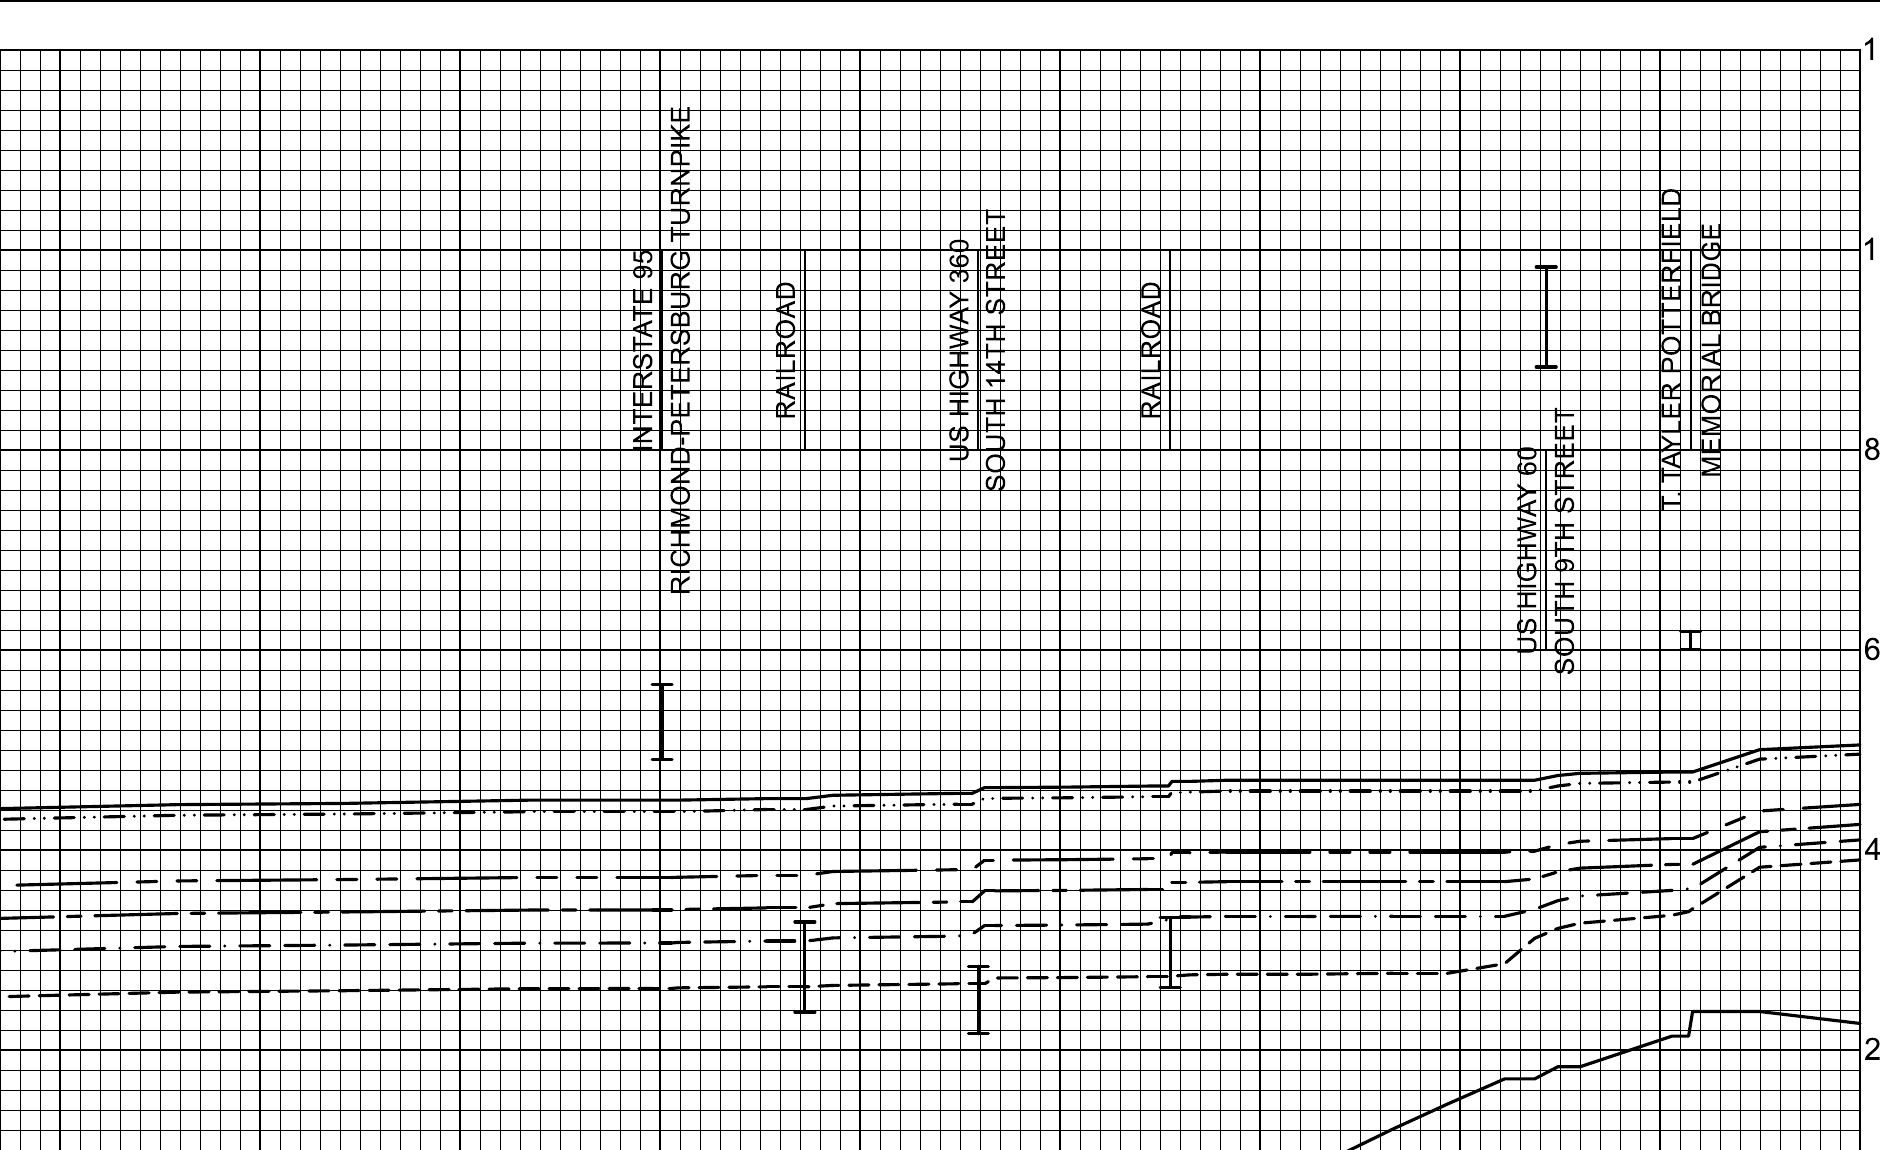 INTERSTATE 95
RICHMOND-PETERSBURG TURNPIKE
RAILROAD
US HIGHWAY 360
SOUTH 14TH STREET
RAILROAD
US HIGHWAY 60
SOUTH 9TH STREET
T. TAYLER POTTERFIELD
MEMORIAL BRIDGE
1
1
8
6
4
2